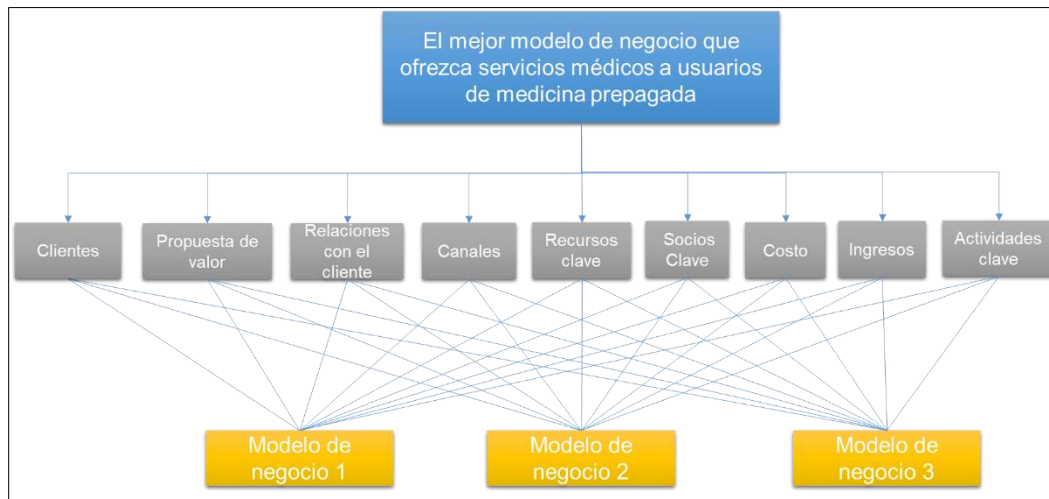 El mejor modelo de negocio que
ofrezca servicios médicos a usuarios
de medicina prepagada
Clientes
Propuesta de
valor
Relaciones
con el
cliente
Canales
Recursos
clave
Socios
Clave
Costo
Ingresos
Actividades
clave
Modelo de
negocio 1
Modelo de
negocio 2
Modelo de
negocio 3